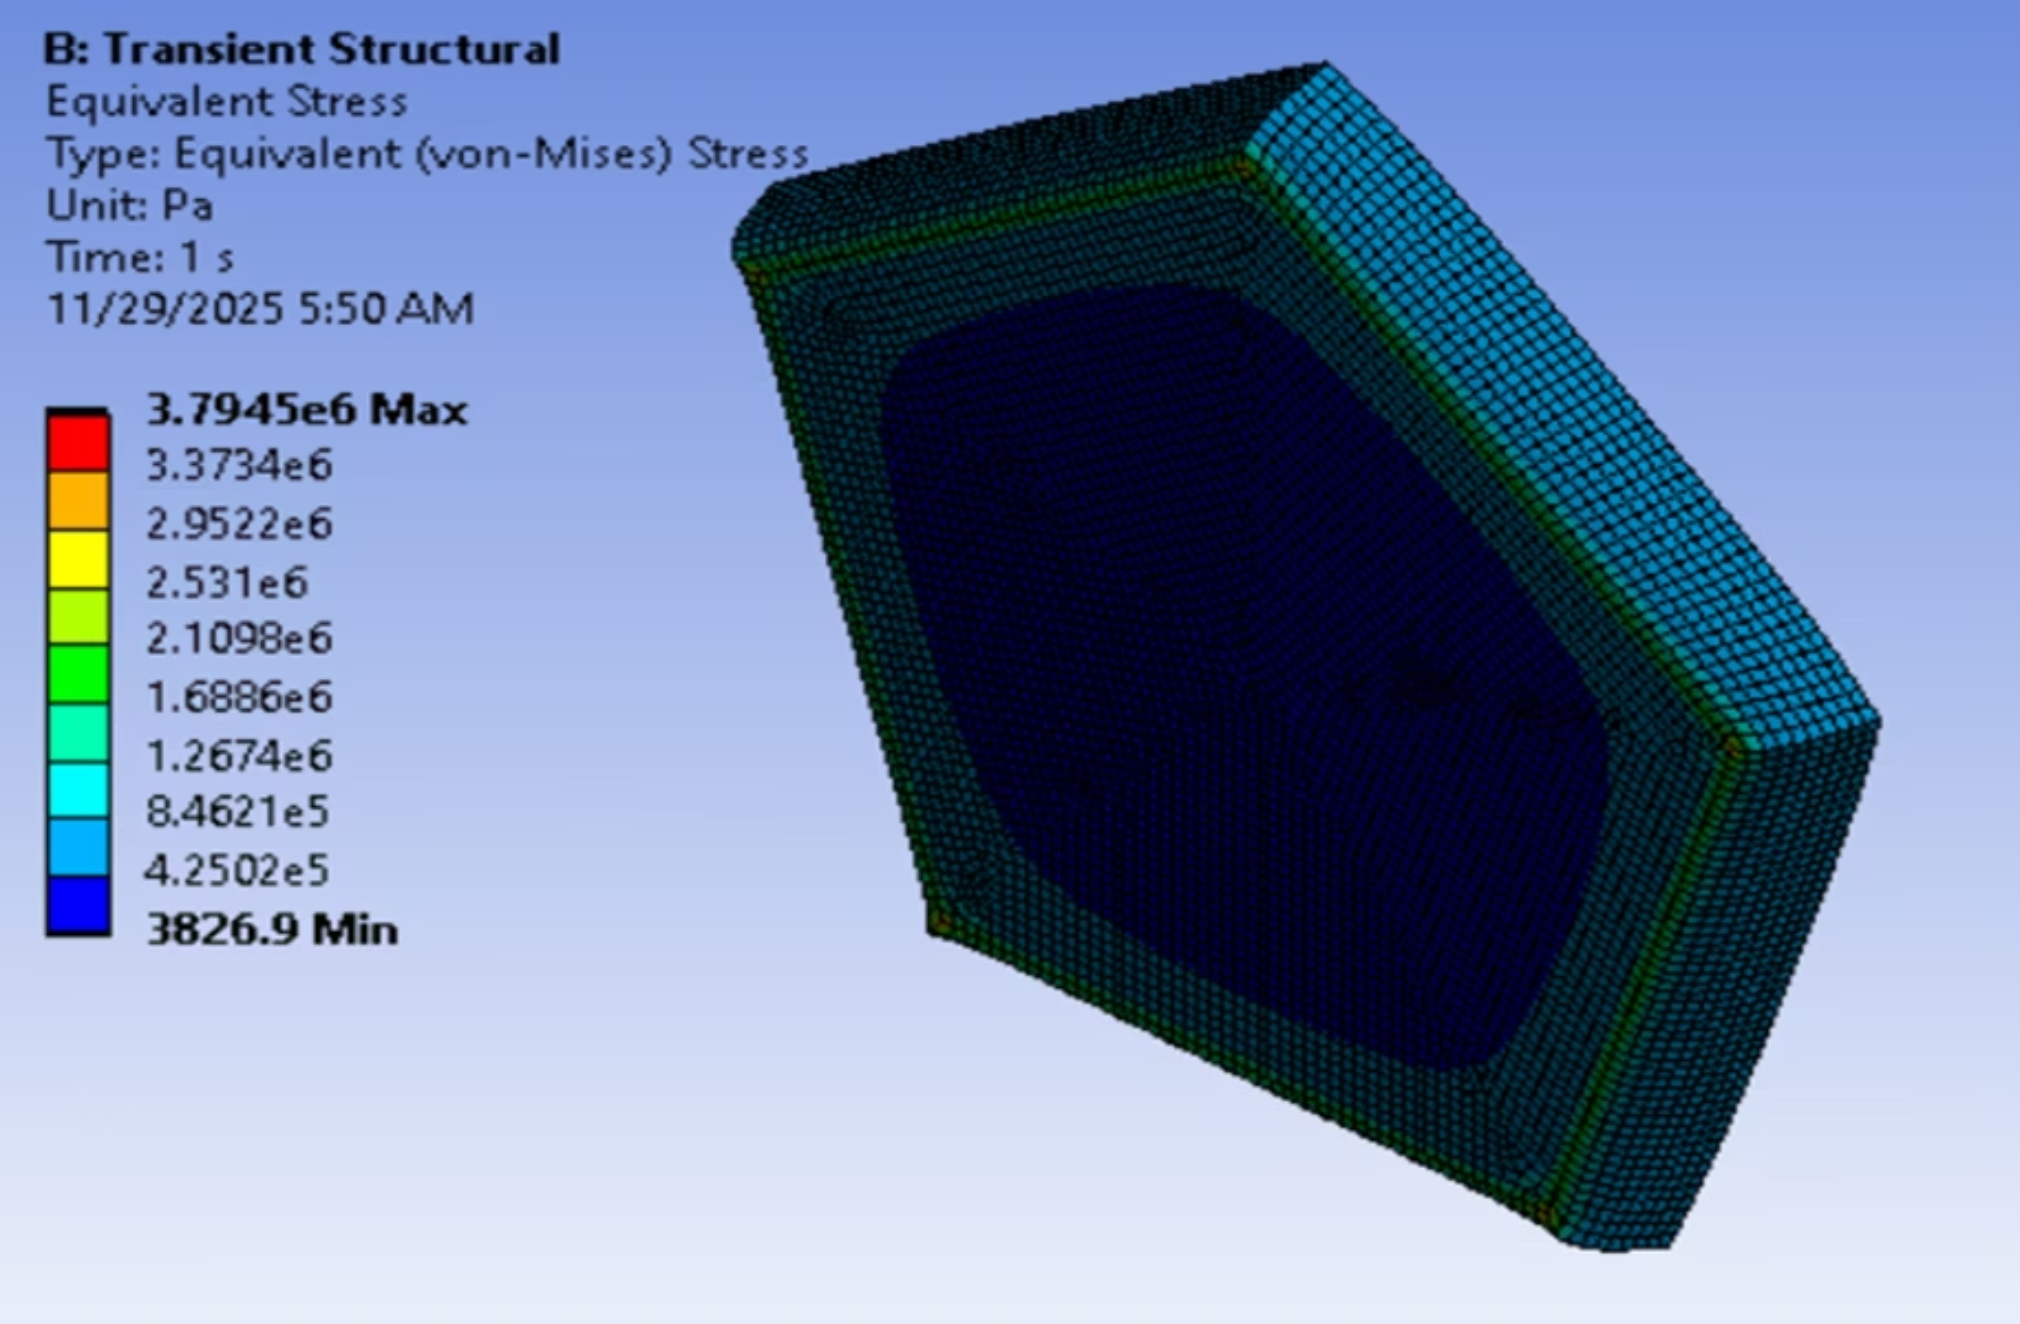 B: Transient Structural
Equivalent Stress
Type: Equivalent (von-Mises) Stress
Unit: Pa
Time: 1 s
11/29/2025 5:50 AM
3.7945e6 Max
3.3734e6
2.9522e6
2.531e6
2.1098e6
1.6886e6
1.2674e6
8.4621e5
4.2502e5
3826.9 Min